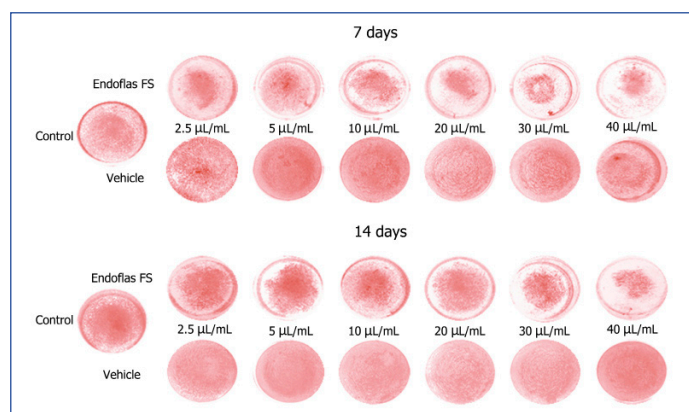 7 days
Endoflas FS
Control
2.5 µL/mL 5 µL/mL 10 µL/mL 20 µL/mL 30 µL/mL 40 µL/mL
Vehicle
14 days
Endoflas FS
Control
2.5 µL/mL 5 µL/mL 10 µL/mL 20 µL/mL 30 µL/mL 40 µL/mL
Vehicle